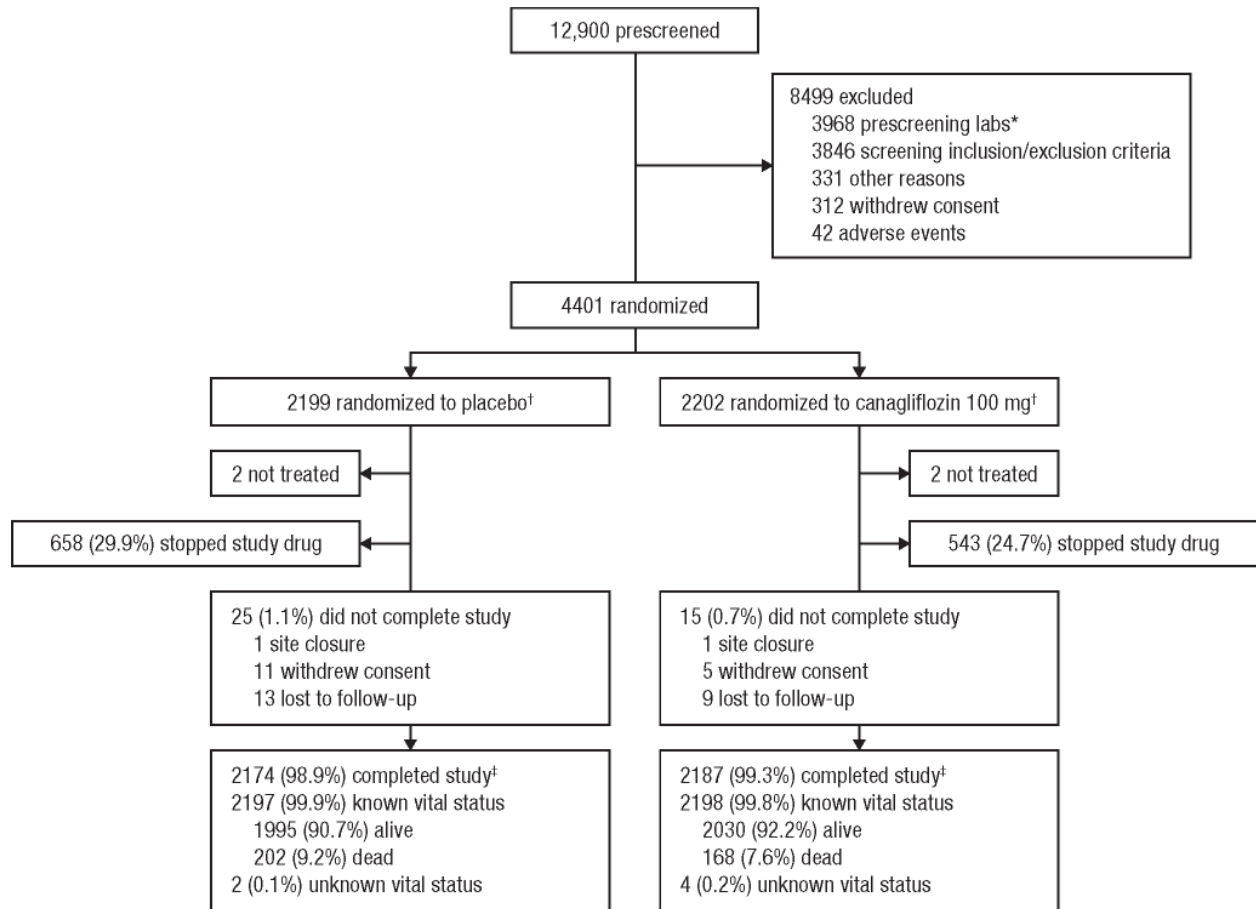 12,900 prescreened
8499 excluded
3968 prescreening labs*
3846 screening inclusion/exclusion criteria
331 other reasons
312 withdrew consent
42 adverse events
4401 randomized
2199 randomized to placebo†
2202 randomized to canagliflozin 100 mg†
2 not treated
2 not treated
658 (29.9%) stopped study drug
543 (24.7%) stopped study drug
25 (1.1%) did not complete study
1 site closure
11 withdrew consent
13 lost to follow-up
15 (0.7%) did not complete study
1 site closure
5 withdrew consent
9 lost to follow-up
2174 (98.9%) completed study‡
2197 (99.9%) known vital status
1995 (90.7%) alive
202 (9.2%) dead
2 (0.1%) unknown vital status
2187 (99.3%) completed study‡
2198 (99.8%) known vital status
2030 (92.2%) alive
168 (7.6%) dead
4 (0.2%) unknown vital status